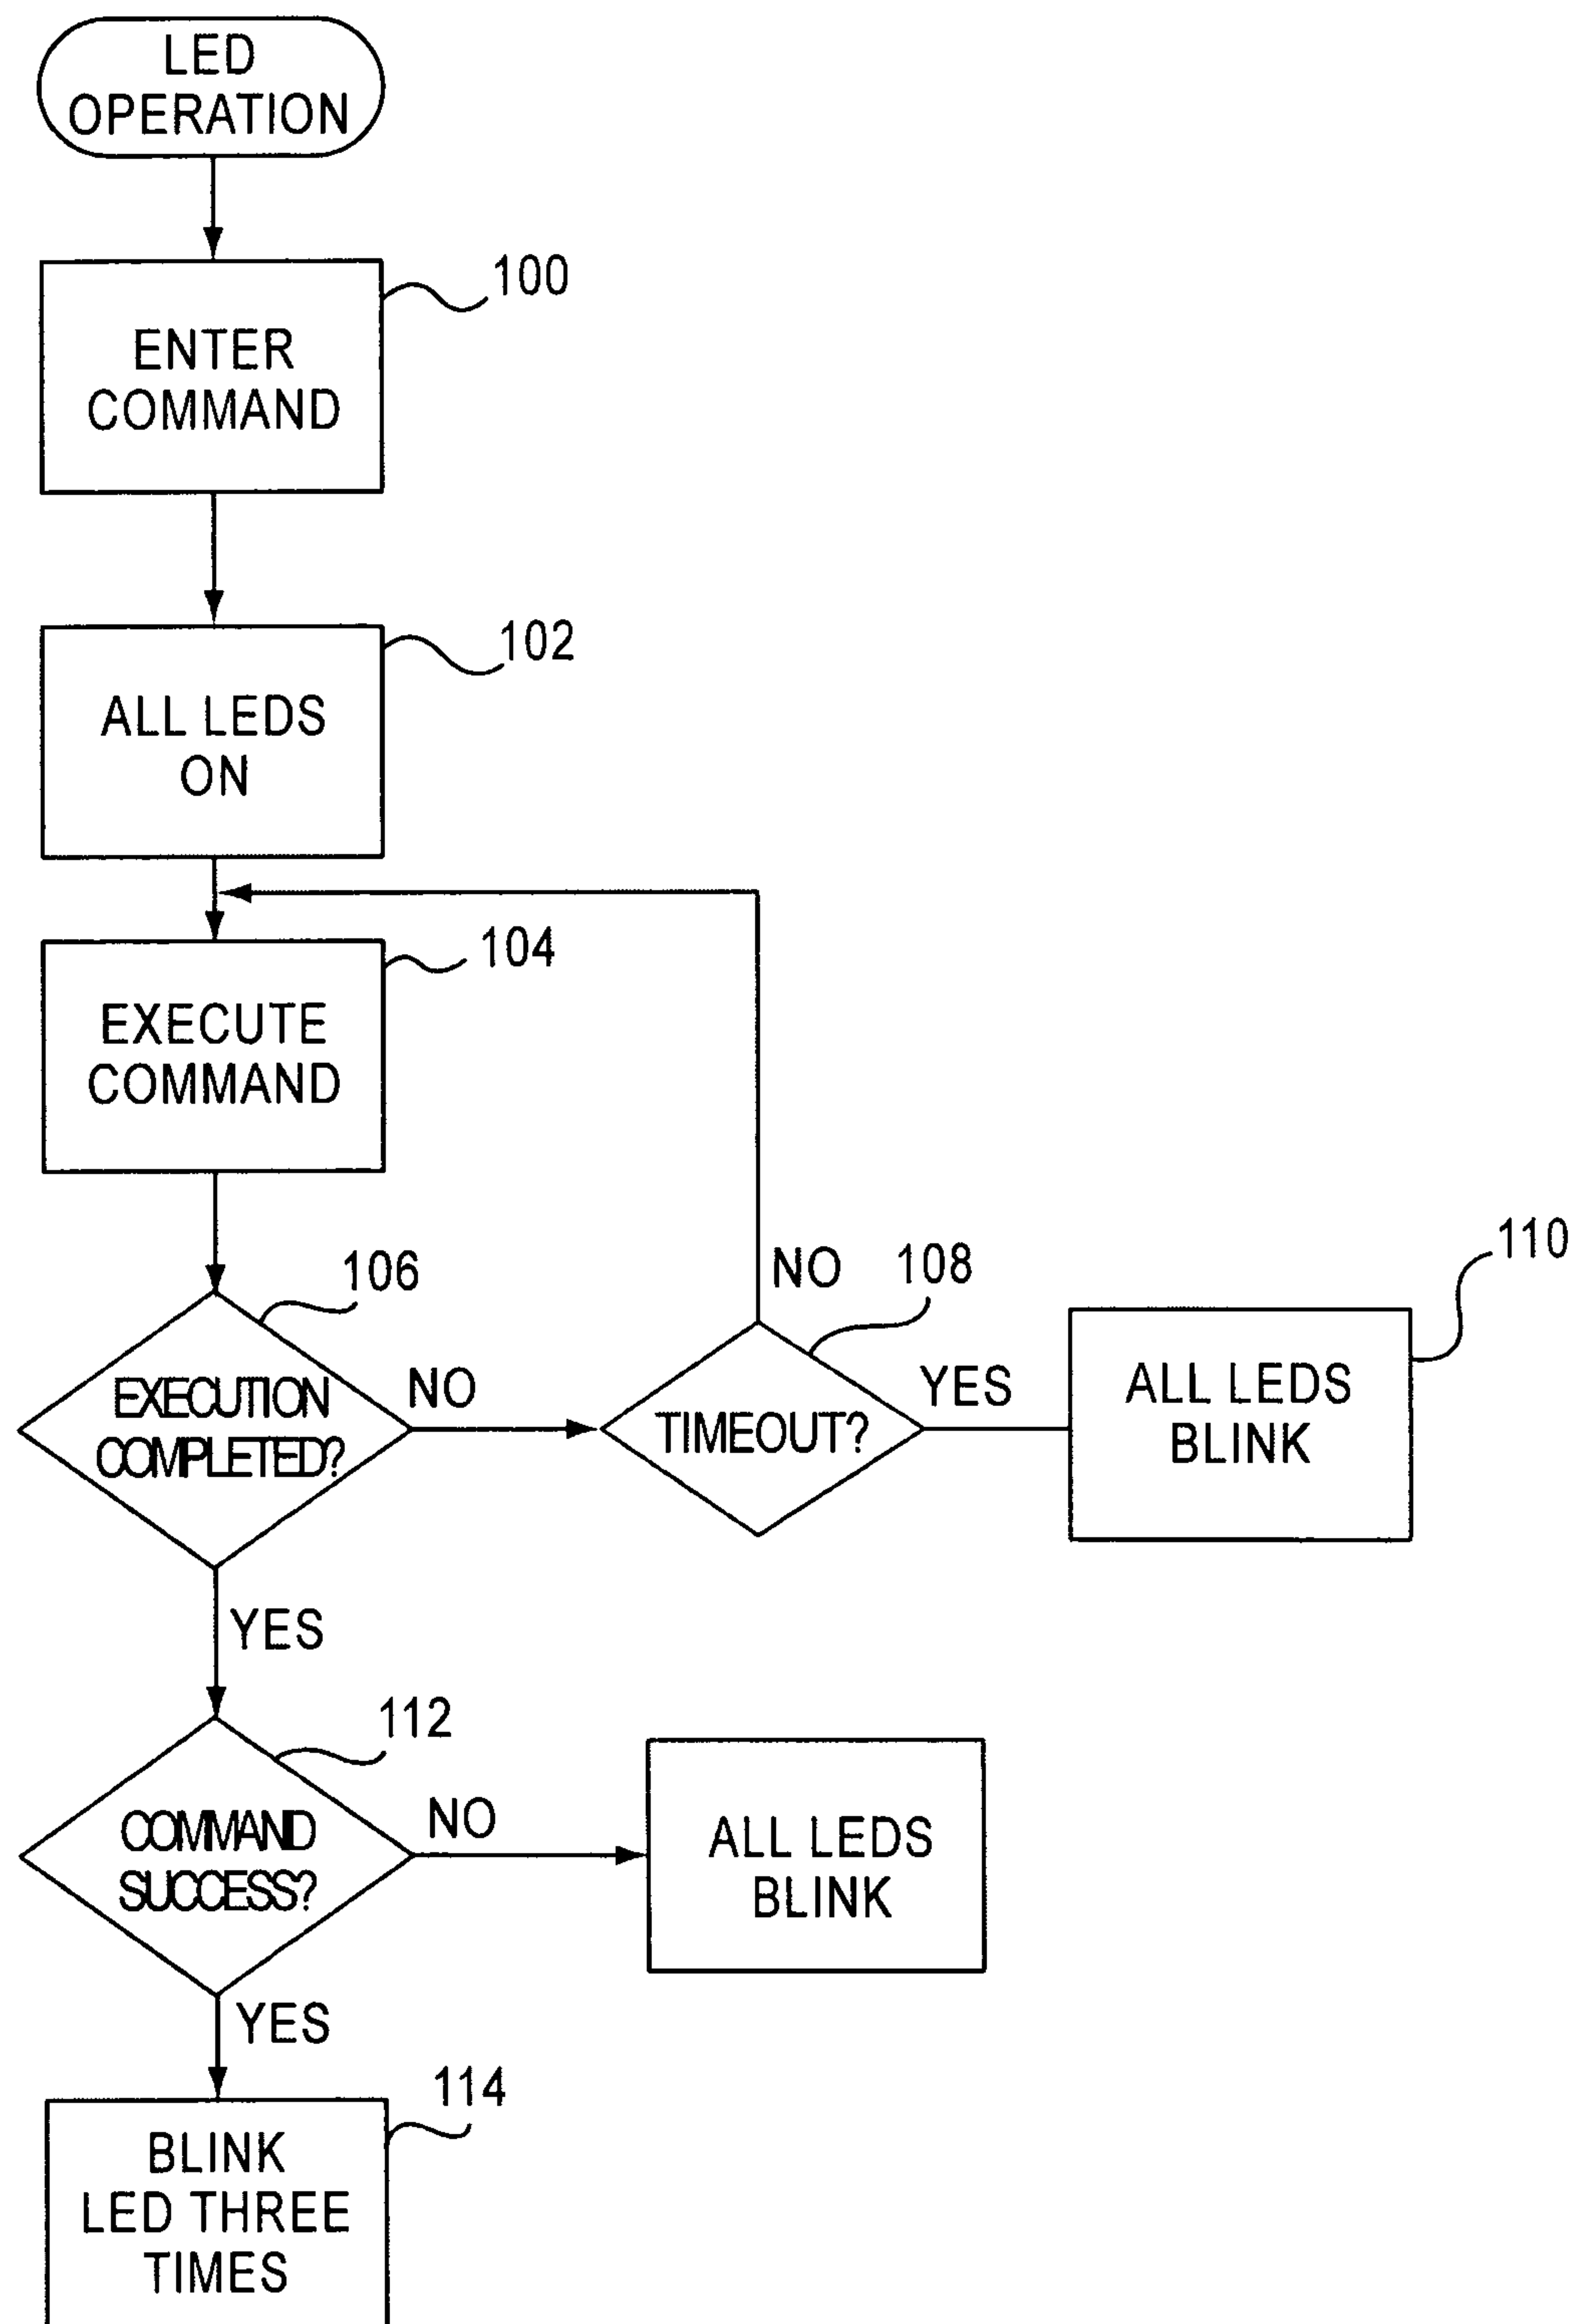 LED
OPERATION
100
ENTER
COMMAND
102
ALL LEDS
ON
104
EXECUTE
COMMAND
106
EXECUTION
COMPLETED?
NO
NO
108
TIMEOUT?
YES
110
ALL LEDS
BLINK
YES
112
COMMAND
SUCCESS?
NO
ALL LEDS
BLINK
YES
114
BLINK
LED THREE
TIMES